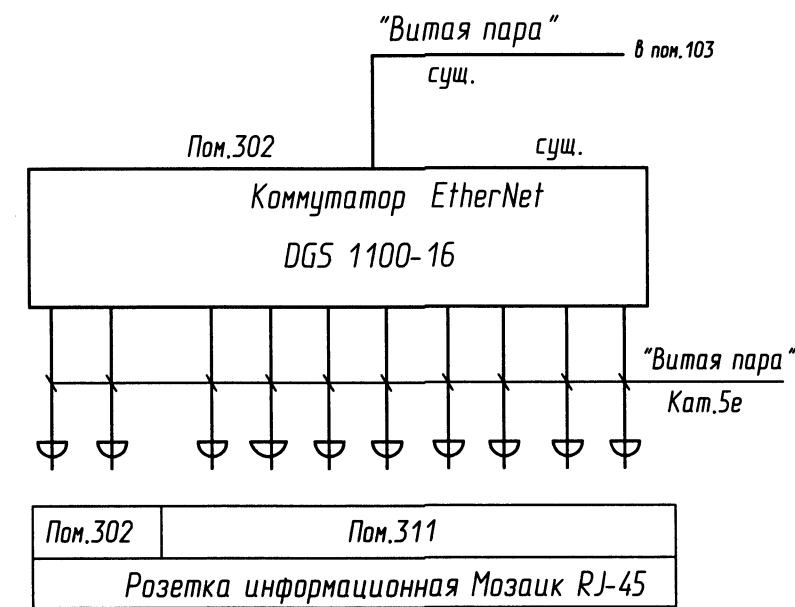 "Витая пара"
в пом.103
сущ.
Пом.302
сущ.
Коммутатор EtherNet
DGS 1100-16
"Витая пара"
Кат.5е
Пом.302
Пом.311
Розетка информационная Мозаик RJ-45